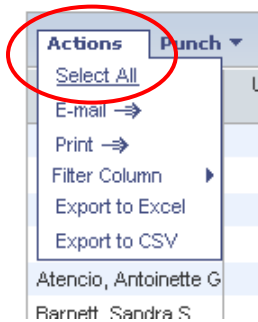 Actions Punch
Select All
E-mail
Print
Filter Column
Export to Excel
Export to CSV
Atencio, Antoinette G
Barnett, Sandra S